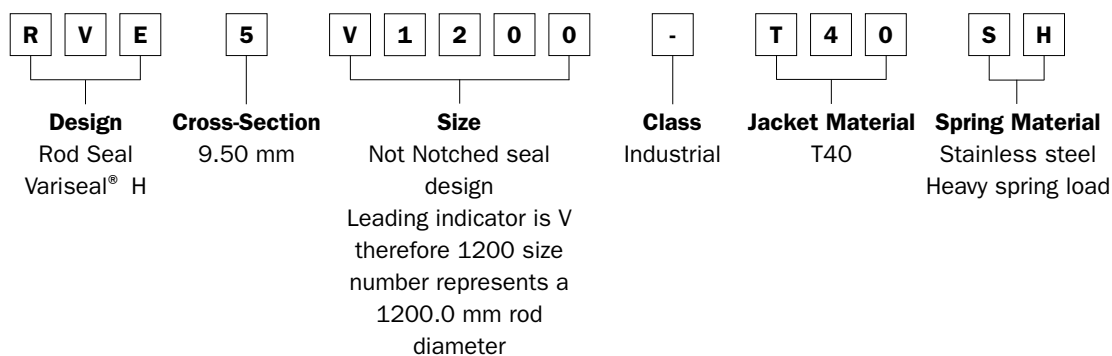 R V E 5 V 1 2 0 0 - T 4 0 S H
Design Cross-Section Size Class Jacket Material Spring Material
Rod Seal 9.50 mm Not Notched seal Industrial T40 Stainless steel
Variseal® H design Heavy spring load
Leading indicator is V
therefore 1200 size
number represents a
1200.0 mm rod
diameter